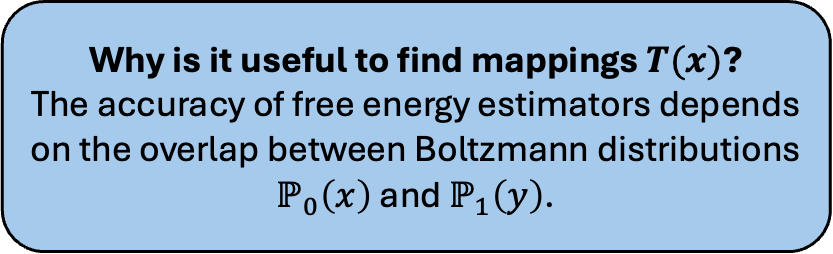 Why is it useful to find mappings 𝑻(𝒙)?
The accuracy of free energy estimators depends
on the overlap between Boltzmann distributions
ℙ₀(𝑥) and ℙ₁(𝑦).